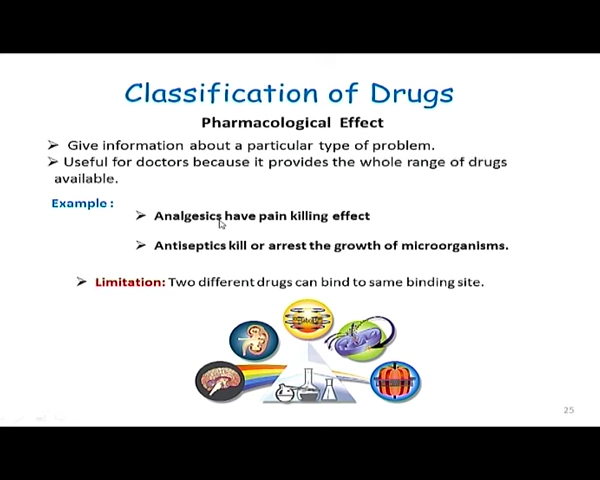 Classification of Drugs
Pharmacological Effect
➢ Give information about a particular type of problem.
➢ Useful for doctors because it provides the whole range of drugs
available.
Example :
➢ Analgesics have pain killing effect
➢ Antiseptics kill or arrest the growth of microorganisms.
➢ Limitation: Two different drugs can bind to same binding site.
25